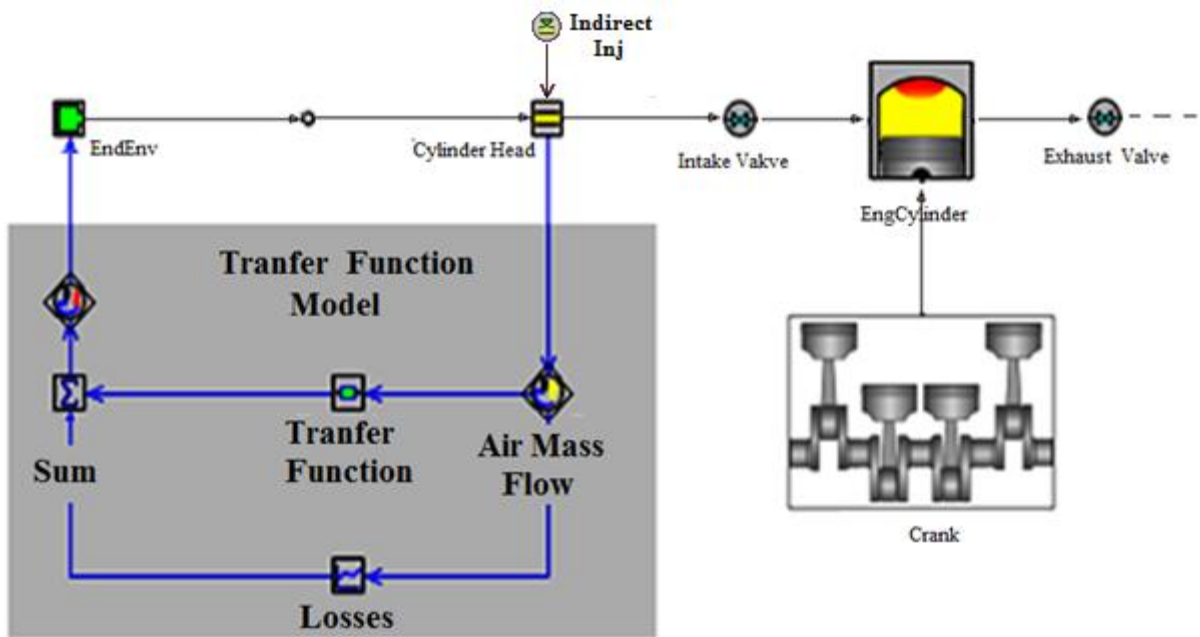 Indirect
Inj
EndEnv
Cylinder Head
Intake Vakve
Exhaust Valve
EngCylinder
Tranfer Function
Model
Tranfer
Function
Air Mass
Flow
Sum
Crank
Losses